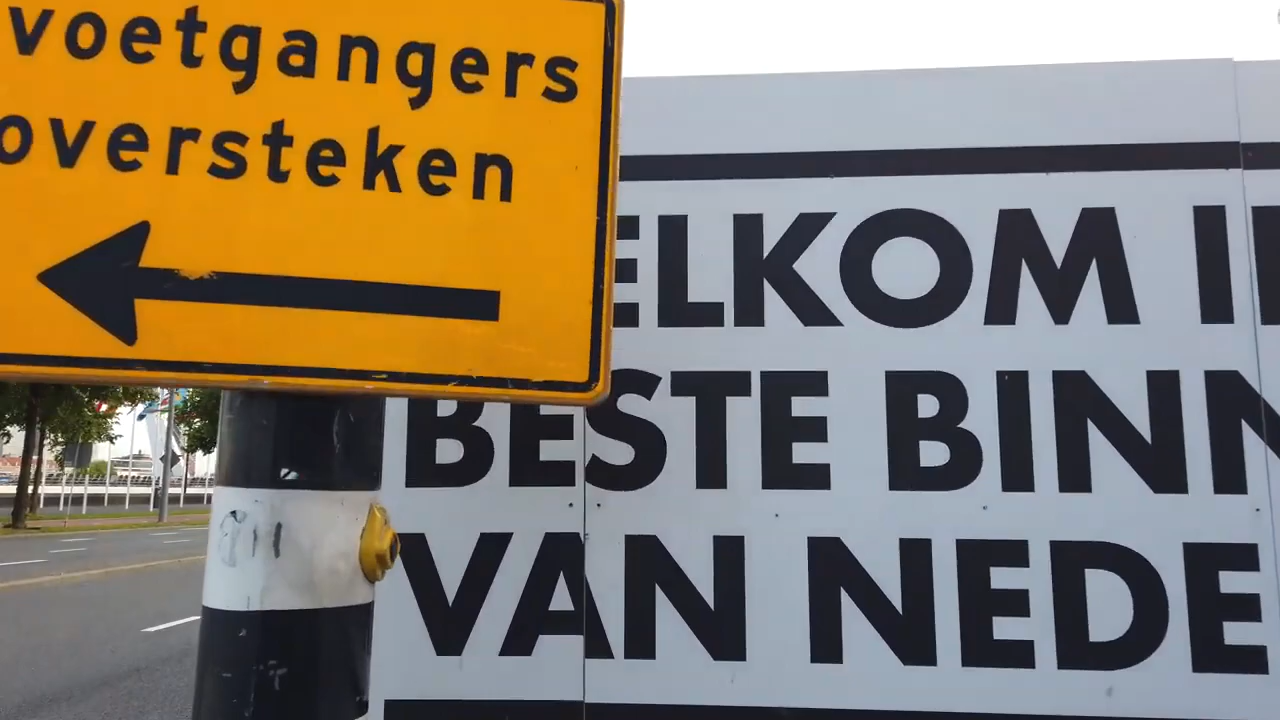 voetgangers
oversteken
ELKOM I
BESTE BINN
VAN NEDE